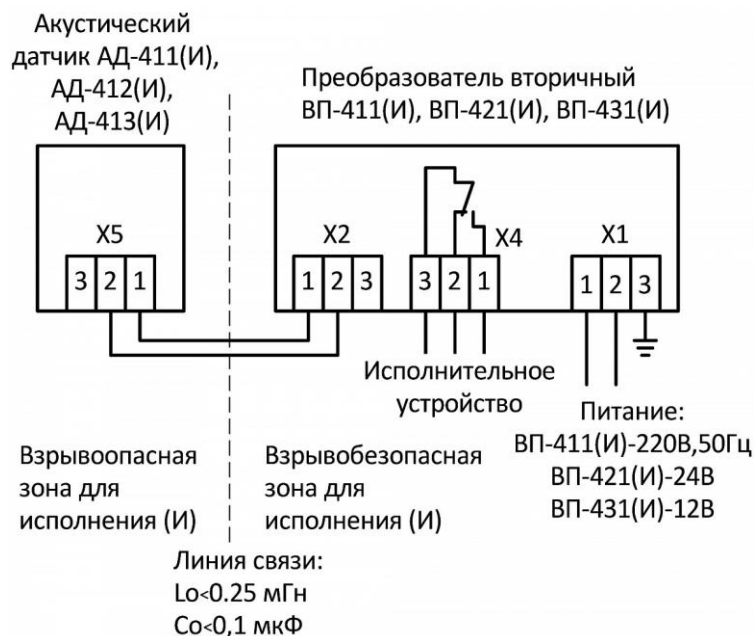 Акустический
датчик АД-411(И),
АД-412(И),
АД-413(И)
Преобразователь вторичный
ВП-411(И), ВП-421(И), ВП-431(И)
X5
3 2 1
X2
1 2 3
X4
3 2 1
X1
1 2 3
Исполнительное
устройство
Питание:
ВП-411(И)-220В,50Гц
ВП-421(И)-24В
ВП-431(И)-12В
Взрывоопасная
зона для
исполнения (И)
Взрывобезопасная
зона для
исполнения (И)
Линия связи:
Lo<0.25 мГн
Co<0,1 мкФ